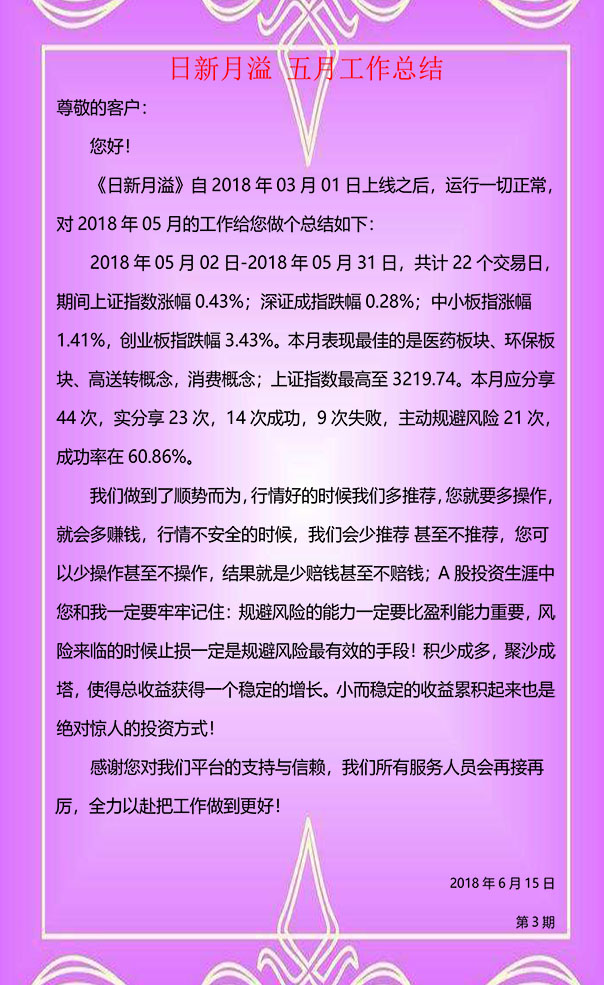 日新月溢 五月工作总结
尊敬的客户：
您好！
《日新月溢》自 2018 年 03 月 01 日上线之后，运行一切正常，
对 2018 年 05 月的工作给您做个总结如下：
2018 年 05 月 02 日-2018 年 05 月 31 日，共计 22 个交易日，
期间上证指数涨幅 0.43%；深证成指跌幅 0.28%；中小板指涨幅
1.41%，创业板指跌幅 3.43%。本月表现最佳的是医药板块、环保板
块、高送转概念，消费概念；上证指数最高至 3219.74。本月应分享
44 次，实分享 23 次，14 次成功，9 次失败，主动规避风险 21 次，
成功率在 60.86%。
我们做到了顺势而为，行情好的时候我们多推荐，您就要多操作，
就会多赚钱，行情不安全的时候，我们会少推荐 甚至不推荐，您可
以少操作甚至不操作，结果就是少赔钱甚至不赔钱；A 股投资生涯中
您和我一定要牢牢记住：规避风险的能力一定要比盈利能力重要，风
险来临的时候止损一定是规避风险最有效的手段！积少成多，聚沙成
塔，使得总收益获得一个稳定的增长。小而稳定的收益累积起来也是
绝对惊人的投资方式！
感谢您对我们平台的支持与信赖，我们所有服务人员会再接再
厉，全力以赴把工作做到更好！
2018 年 6 月 15 日
第 3 期